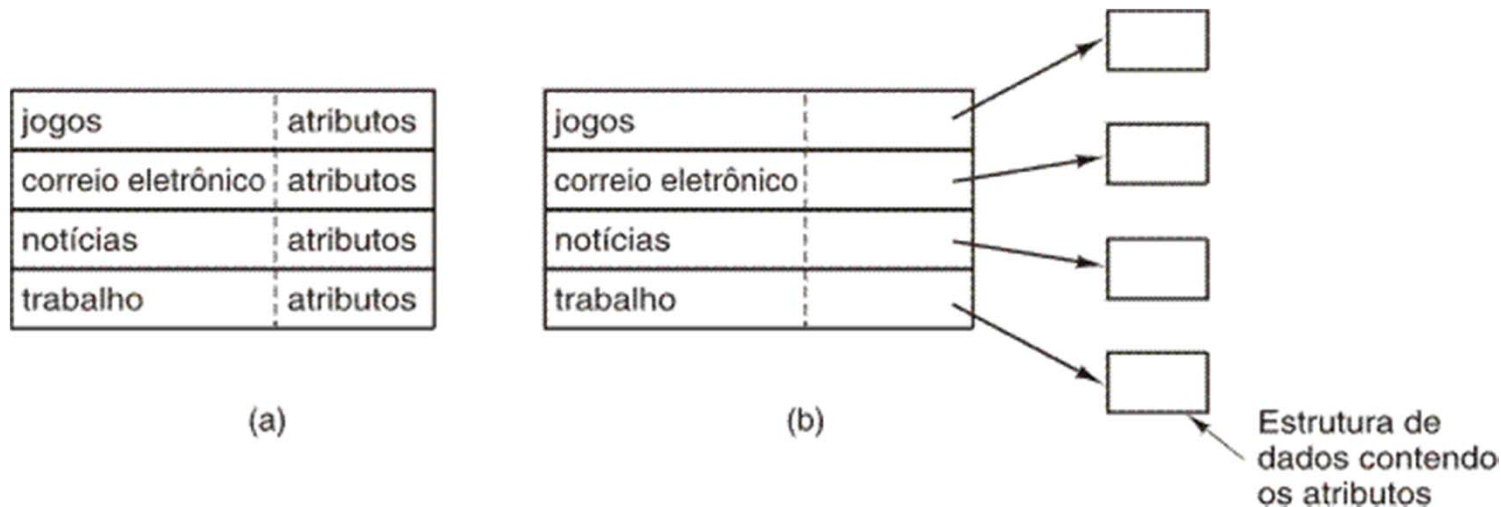 jogos atributos
correio eletrônico atributos
notícias atributos
trabalho atributos
(a)
jogos
correio eletrônico
notícias
trabalho
(b)
Estrutura de
dados contendo
os atributos